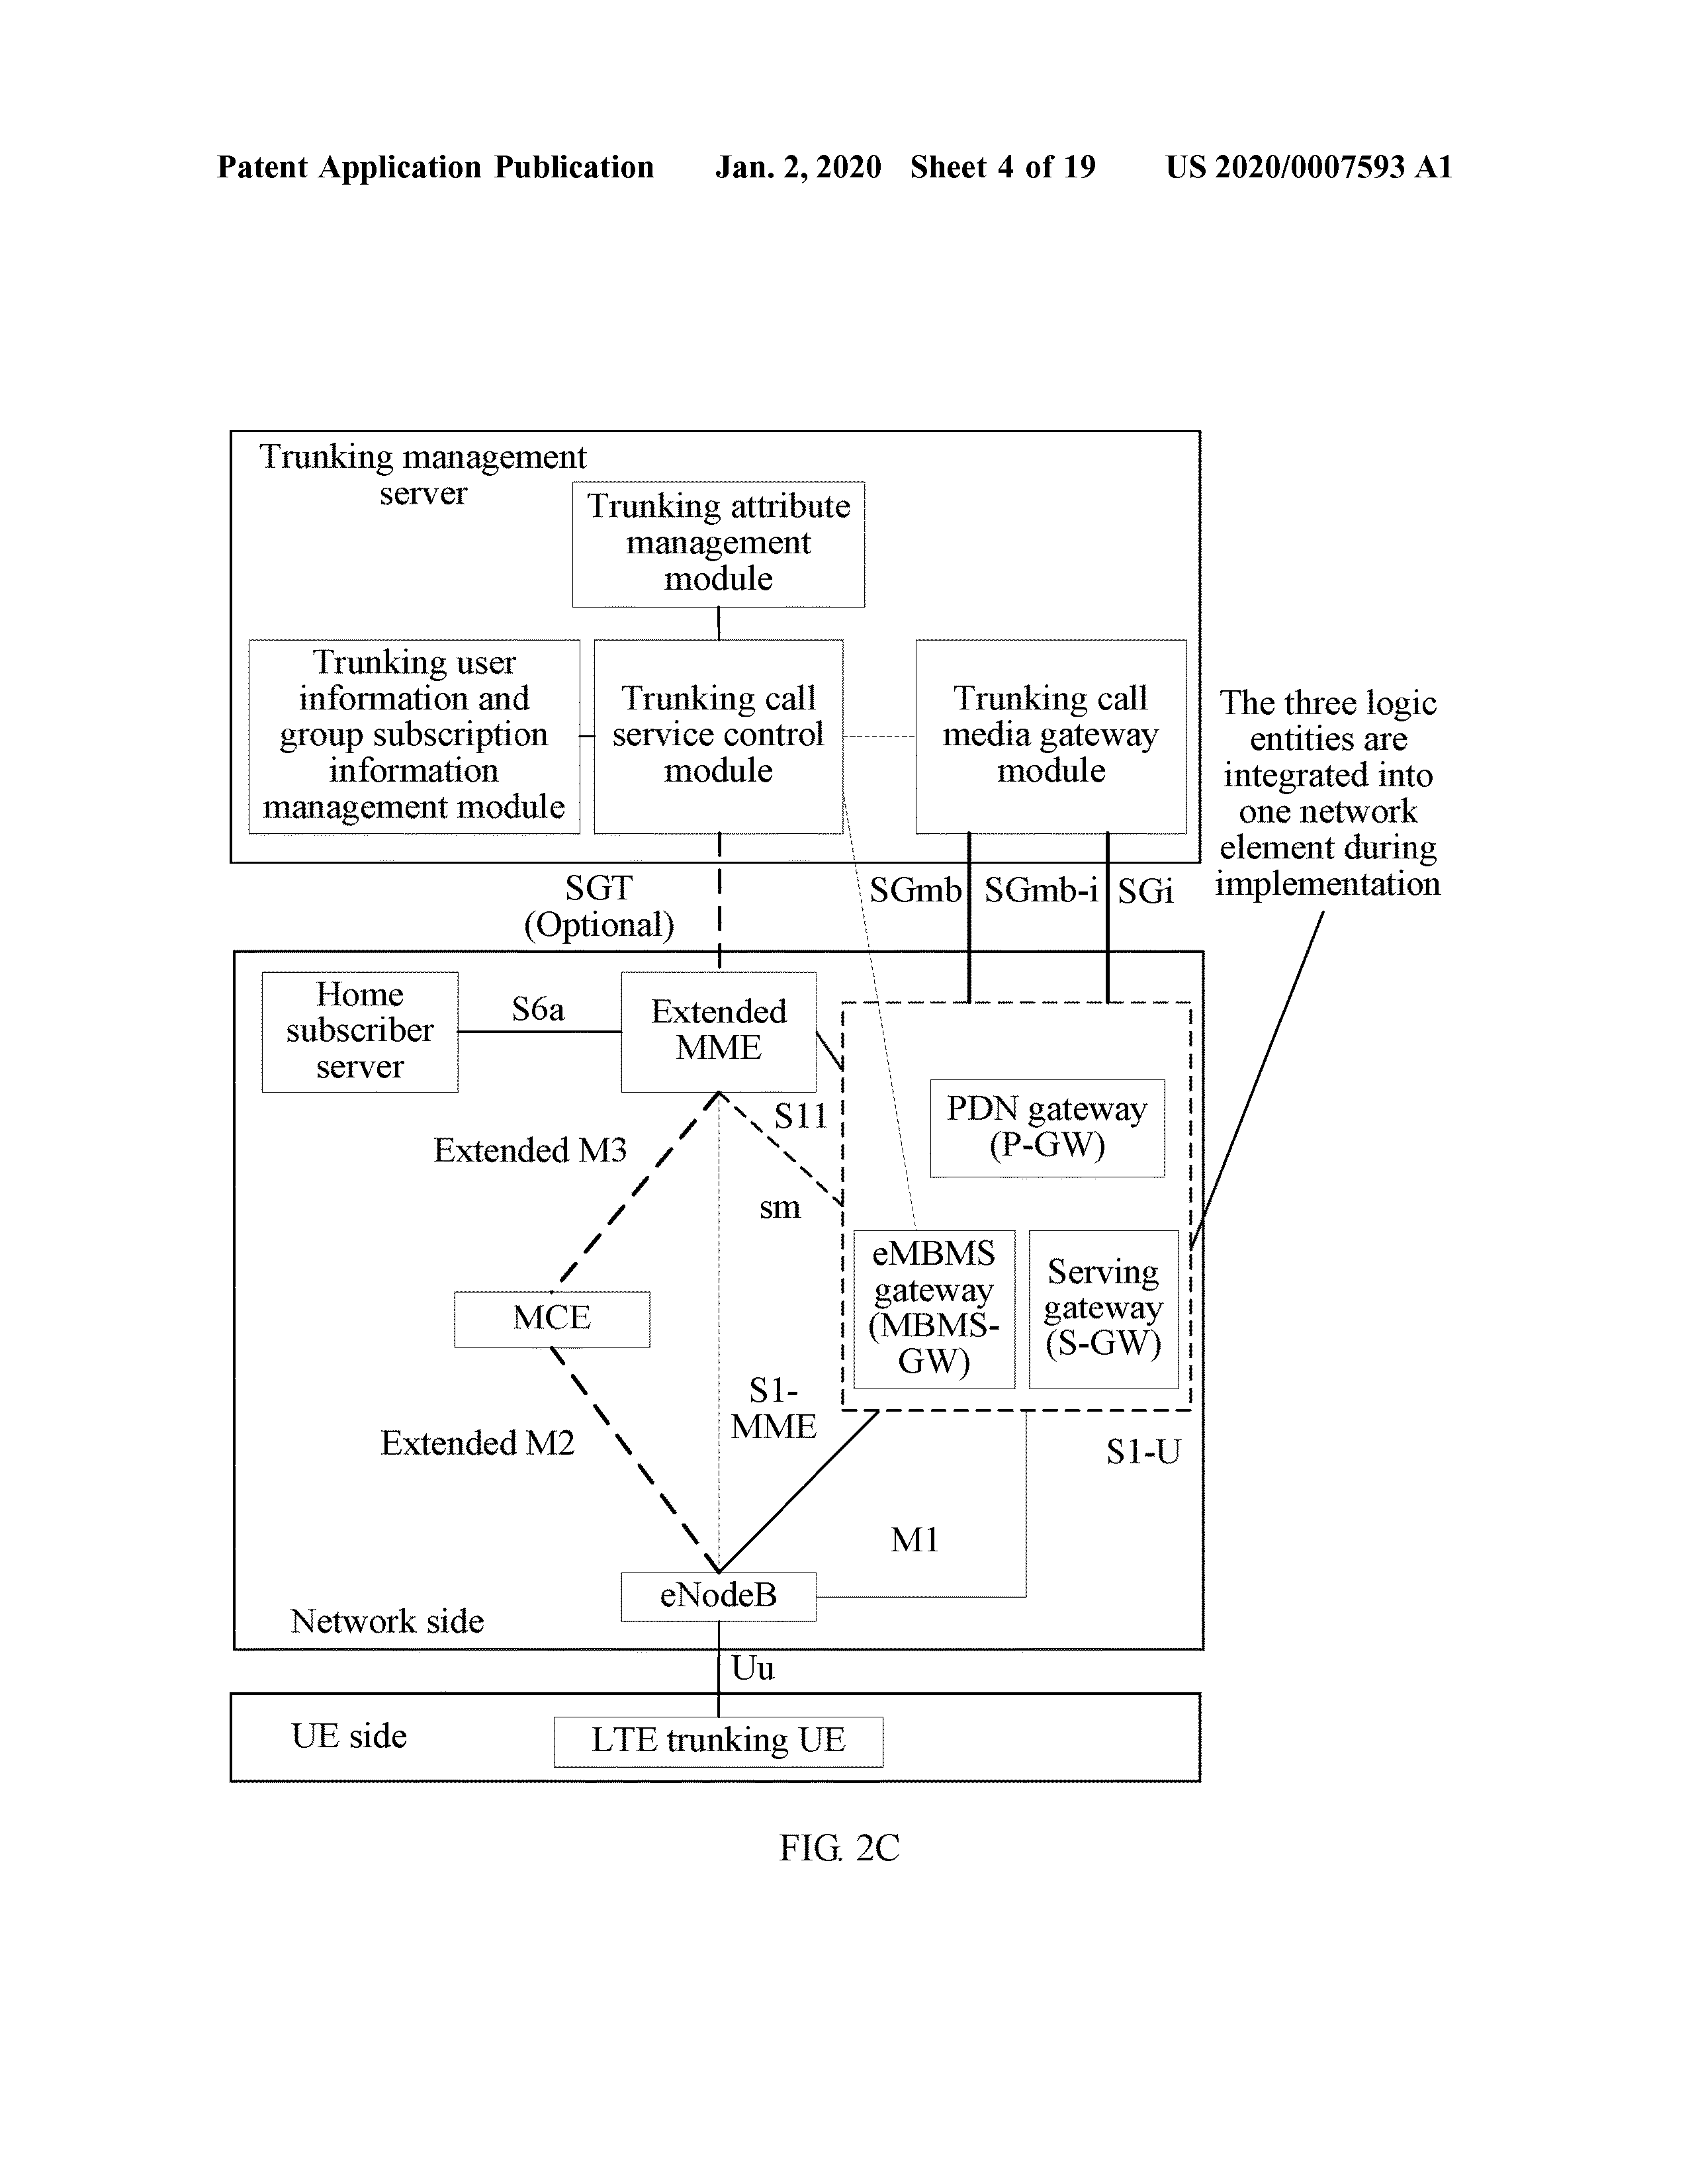 Patent Application Publication Jan. 2, 2020 Sheet 4 of 19 US 2020/0007593 A1
Trunking management
server
Trunking attribute
management
module
Trunking user
information and
group subscription
information
management module
Trunking call
service control
module
Trunking call
media gateway
module
The three logic
entities are
integrated into
one network
element during
implementation
SGT
(Optional)
SGmb
SGmb-i
SGi
Home
subscriber
server
S6a
Extended
MME
S11
PDN gateway
(P-GW)
Extended M3
sm
eMBMS
gateway
(MBMS-
GW)
Serving
gateway
(S-GW)
MCE
S1-
MME
Extended M2
S1-U
M1
eNodeB
Network side
Uu
UE side
LTE trunking UE
FIG. 2C